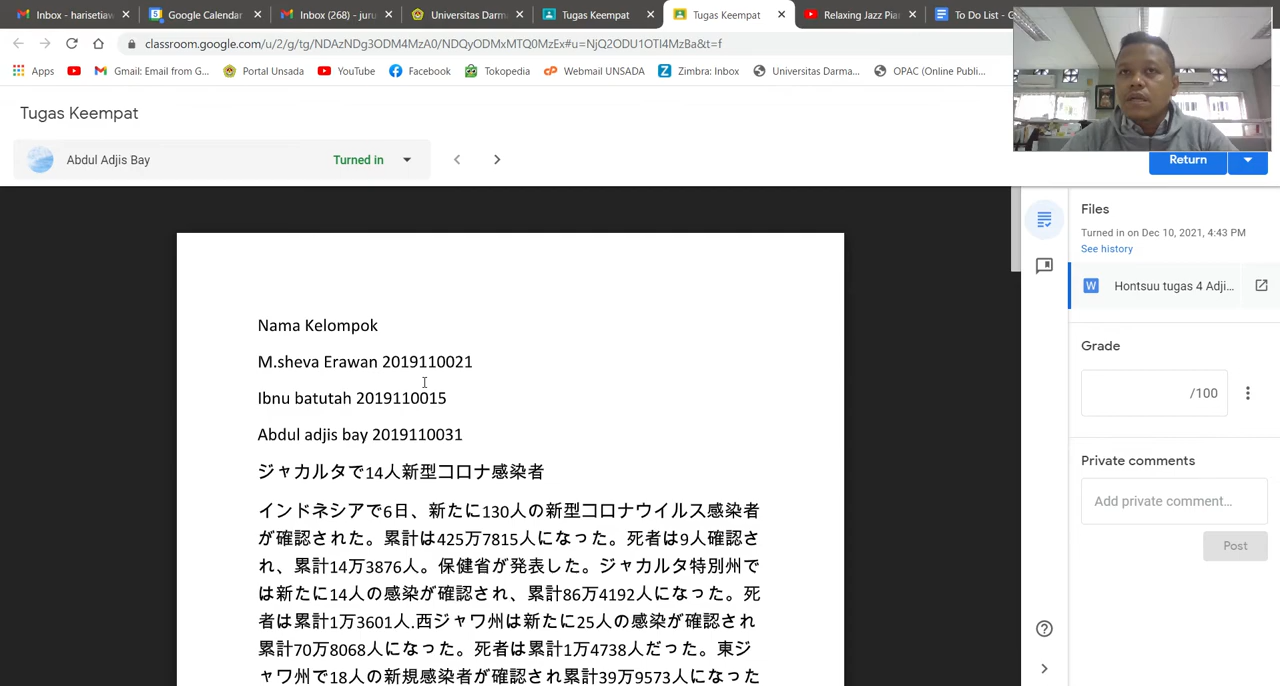 Inbox - harisetiaw
Google Calendar
Inbox (268) - juru
Universitas Darm
Tugas Keempat
Tugas Keempat
Relaxing Jazz Pia
To Do List - G
classroom.google.com/u/2/g/tg/NDAzNDg3ODM4MzA0/NDQyODMxMTQ0MzEx#u=NjQ2ODU1OTI4MzBa&t=f
Apps
Gmail: Email from G...
Portal Unsada
YouTube
Facebook
Tokopedia
Webmail UNSADA
Zimbra: Inbox
Universitas Darma...
OPAC (Online Publi...
Tugas Keempat
Abdul Adjis Bay
Turned in
Return
Nama Kelompok
M.sheva Erawan 2019110021
Ibnu batutah 2019110015
Abdul adjis bay 2019110031
ジャカルタで14人新型コロナ感染者
インドネシアで6日、新たに130人の新型コロナウイルス感染者
が確認された。累計は425万7815人になった。死者は9人確認さ
れ、累計14万3876人。保健省が発表した。ジャカルタ特別州で
は新たに14人の感染が確認され、累計86万4192人になった。死
者は累計1万3601人.西ジャワ州は新たに25人の感染が確認され
累計70万8068人になった。死者は累計1万4738人だった。東ジ
ャワ州で18人の新規感染者が確認され累計39万9573人になった
Files
Turned in on Dec 10, 2021, 4:43 PM
See history
W
Hontsuu tugas 4 Adji...
Grade
/100
Private comments
Add private comment...
Post